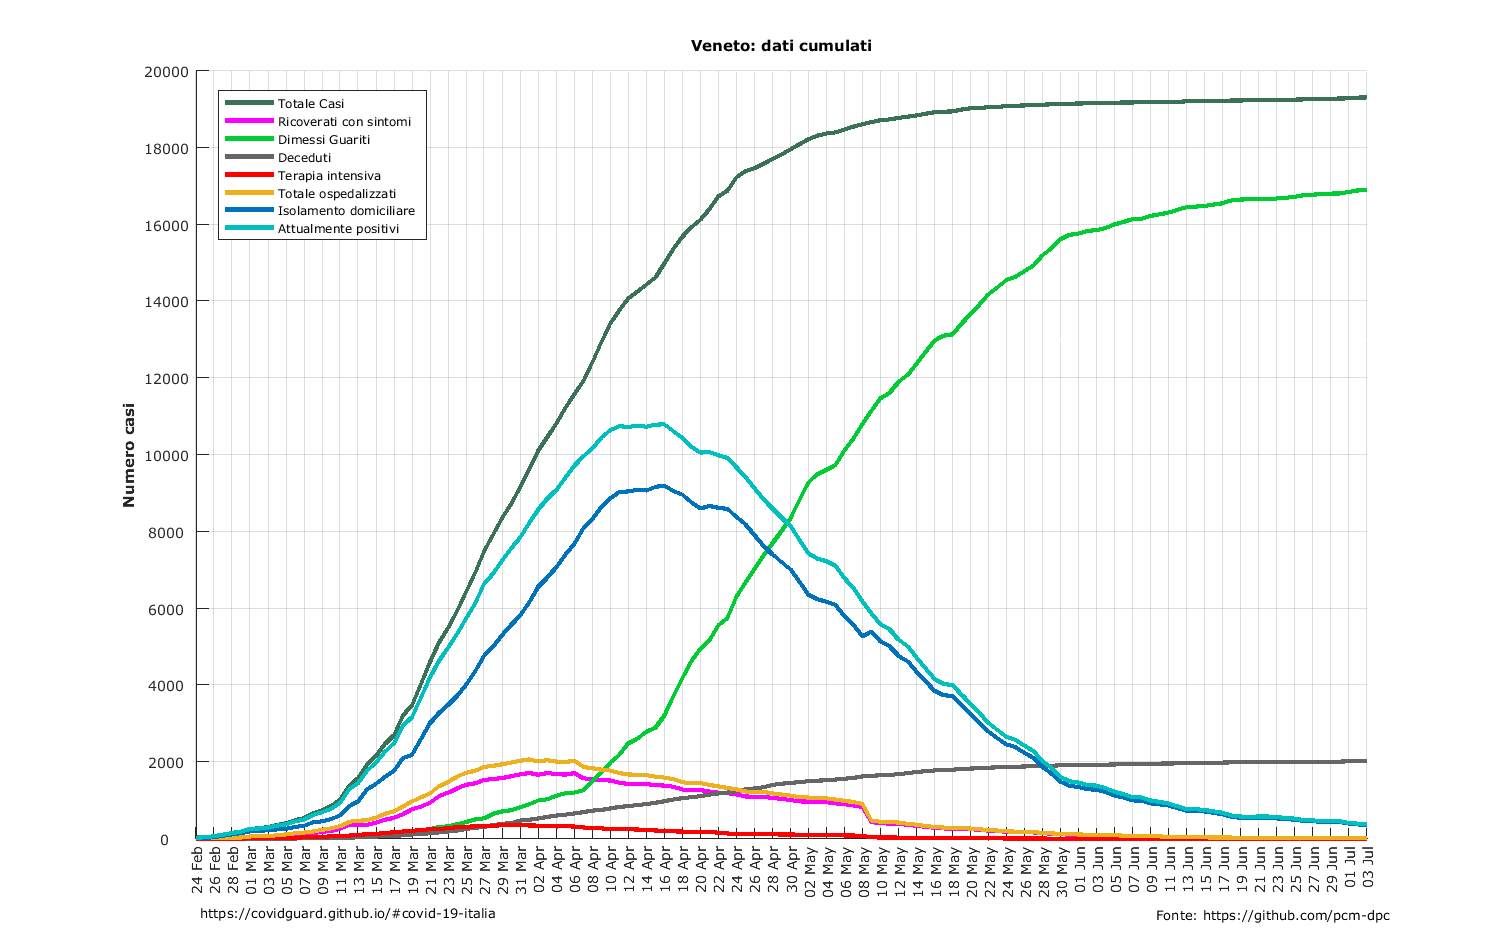 Veneto: dati cumulati
Numero casi
20000
18000
16000
14000
12000
10000
8000
6000
4000
2000
0
Totale Casi
Ricoverati con sintomi
Dimessi Guariti
Deceduti
Terapia intensiva
Totale ospedalizzati
Isolamento domiciliare
Attualmente positivi
24 Feb
26 Feb
28 Feb
01 Mar
03 Mar
05 Mar
07 Mar
09 Mar
11 Mar
13 Mar
15 Mar
17 Mar
19 Mar
21 Mar
23 Mar
25 Mar
27 Mar
29 Mar
31 Mar
02 Apr
04 Apr
06 Apr
08 Apr
10 Apr
12 Apr
14 Apr
16 Apr
18 Apr
20 Apr
22 Apr
24 Apr
26 Apr
28 Apr
30 Apr
02 May
04 May
06 May
08 May
10 May
12 May
14 May
16 May
18 May
20 May
22 May
24 May
26 May
28 May
30 May
01 Jun
03 Jun
05 Jun
07 Jun
09 Jun
11 Jun
13 Jun
15 Jun
17 Jun
19 Jun
21 Jun
23 Jun
25 Jun
27 Jun
29 Jun
01 Jul
03 Jul
https://covidguard.github.io/#covid-19-italia
Fonte: https://github.com/pcm-dpc